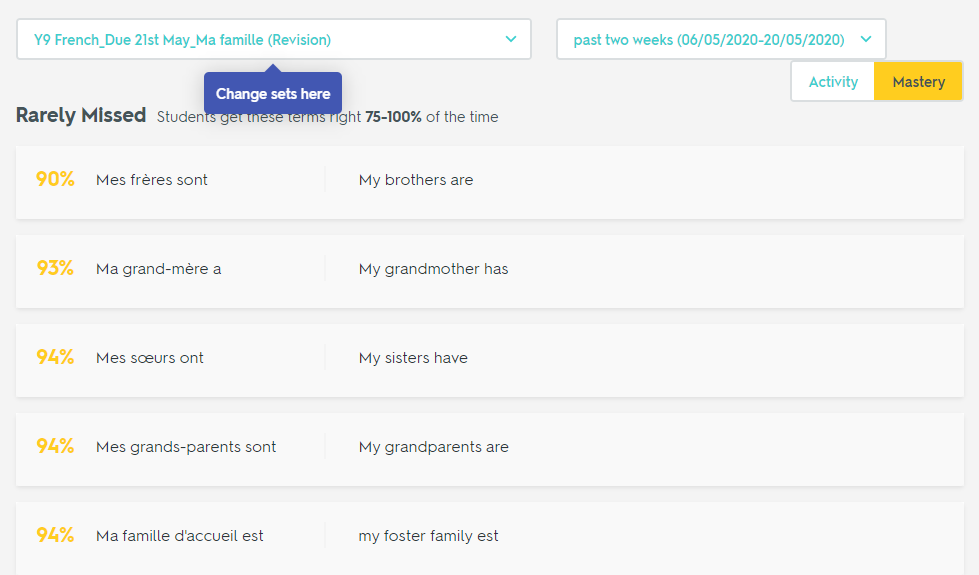 Y9 French_Due 21st May_Ma famille (Revision)
past two weeks (06/05/2020-20/05/2020)
Change sets here
Activity
Mastery
Rarely Missed Students get these terms right 75-100% of the time
90% Mes frères sont My brothers are
93% Ma grand-mère a My grandmother has
94% Mes sœurs ont My sisters have
94% Mes grands-parents sont My grandparents are
94% Ma famille d'accueil est my foster family est